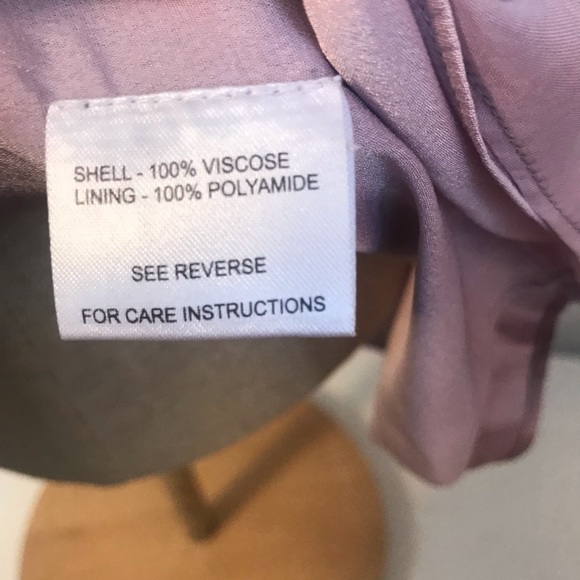 SHELL - 100% VISCOSE
LINING - 100% POLYAMIDE
SEE REVERSE
FOR CARE INSTRUCTIONS